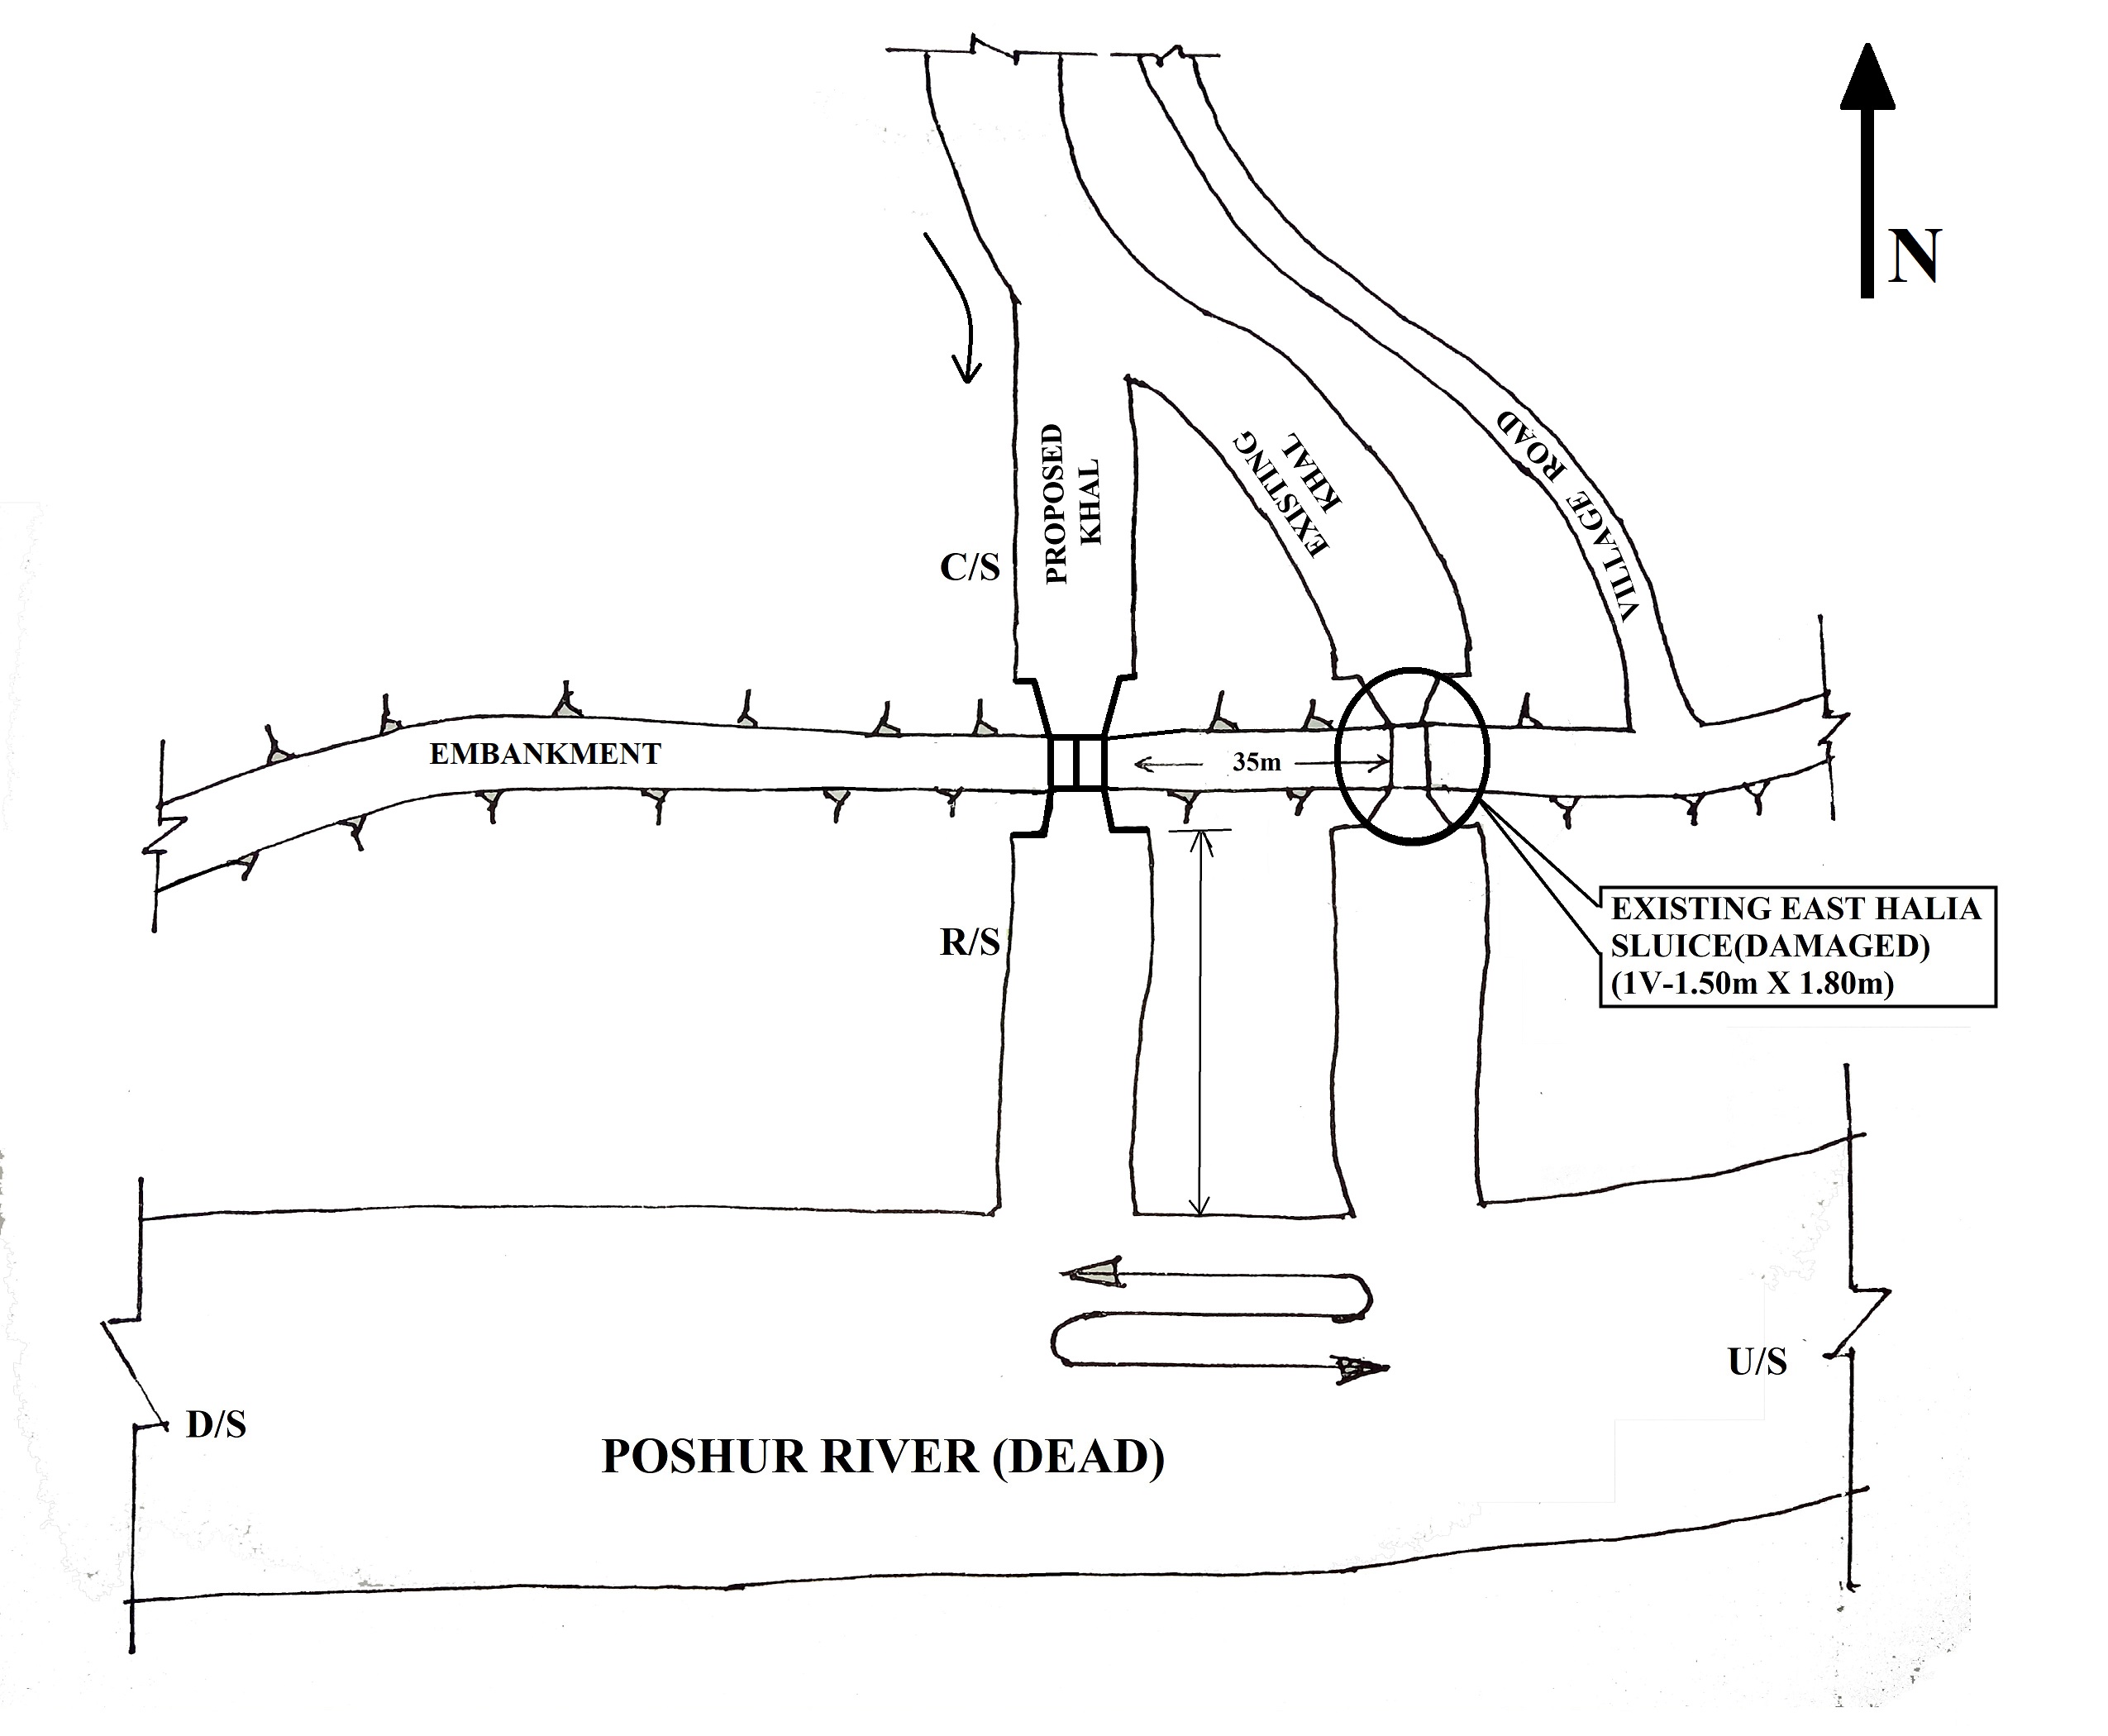 N
PROPOSED
KHAL
EXISTING
KHAL
VILLAGE ROAD
C/S
EMBANKMENT
35m
R/S
EXISTING EAST HALIA
SLUICE(DAMAGED)
(1V-1.50m X 1.80m)
U/S
D/S
POSHUR RIVER (DEAD)